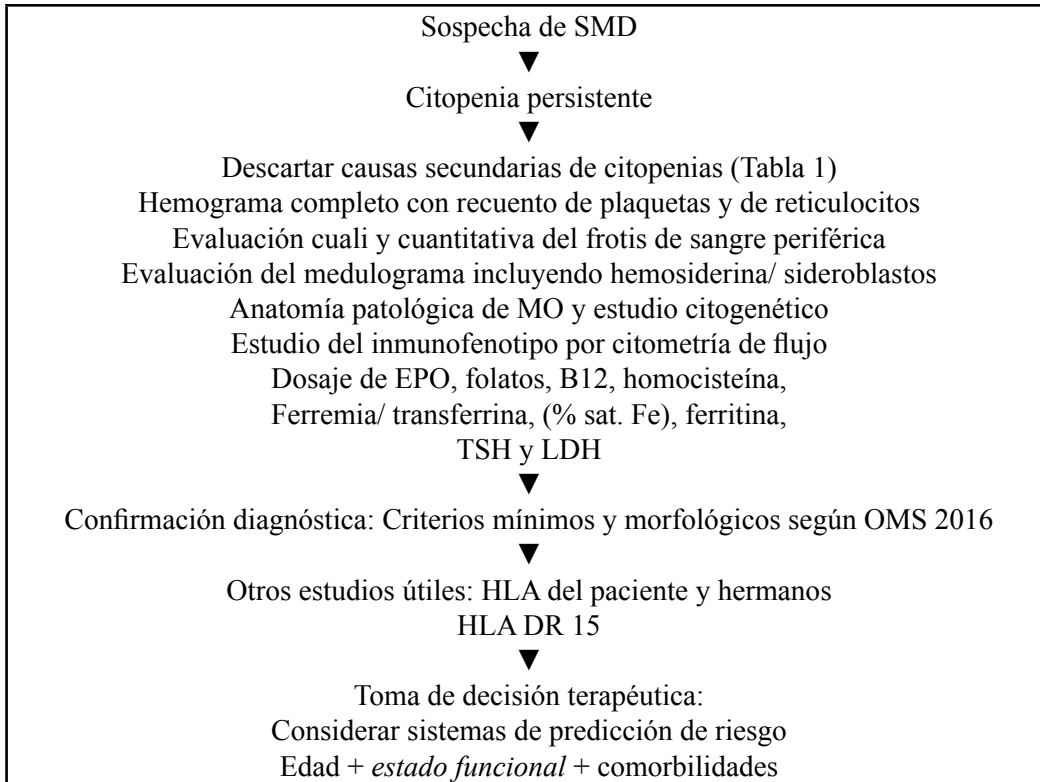 Sospecha de SMD
▼
Citopenia persistente
▼
Descartar causas secundarias de citopenias (Tabla 1)
Hemograma completo con recuento de plaquetas y de reticulocitos
Evaluación cuali y cuantitativa del frotis de sangre periférica
Evaluación del medulograma incluyendo hemosiderina/ sideroblastos
Anatomía patológica de MO y estudio citogenético
Estudio del inmunofenotipo por citometría de flujo
Dosaje de EPO, folatos, B12, homocisteína,
Ferremia/ transferrina, (% sat. Fe), ferritina,
TSH y LDH
▼
Confirmación diagnóstica: Criterios mínimos y morfológicos según OMS 2016
▼
Otros estudios útiles: HLA del paciente y hermanos
HLA DR 15
▼
Toma de decisión terapéutica:
Considerar sistemas de predicción de riesgo
Edad + estado funcional + comorbilidades